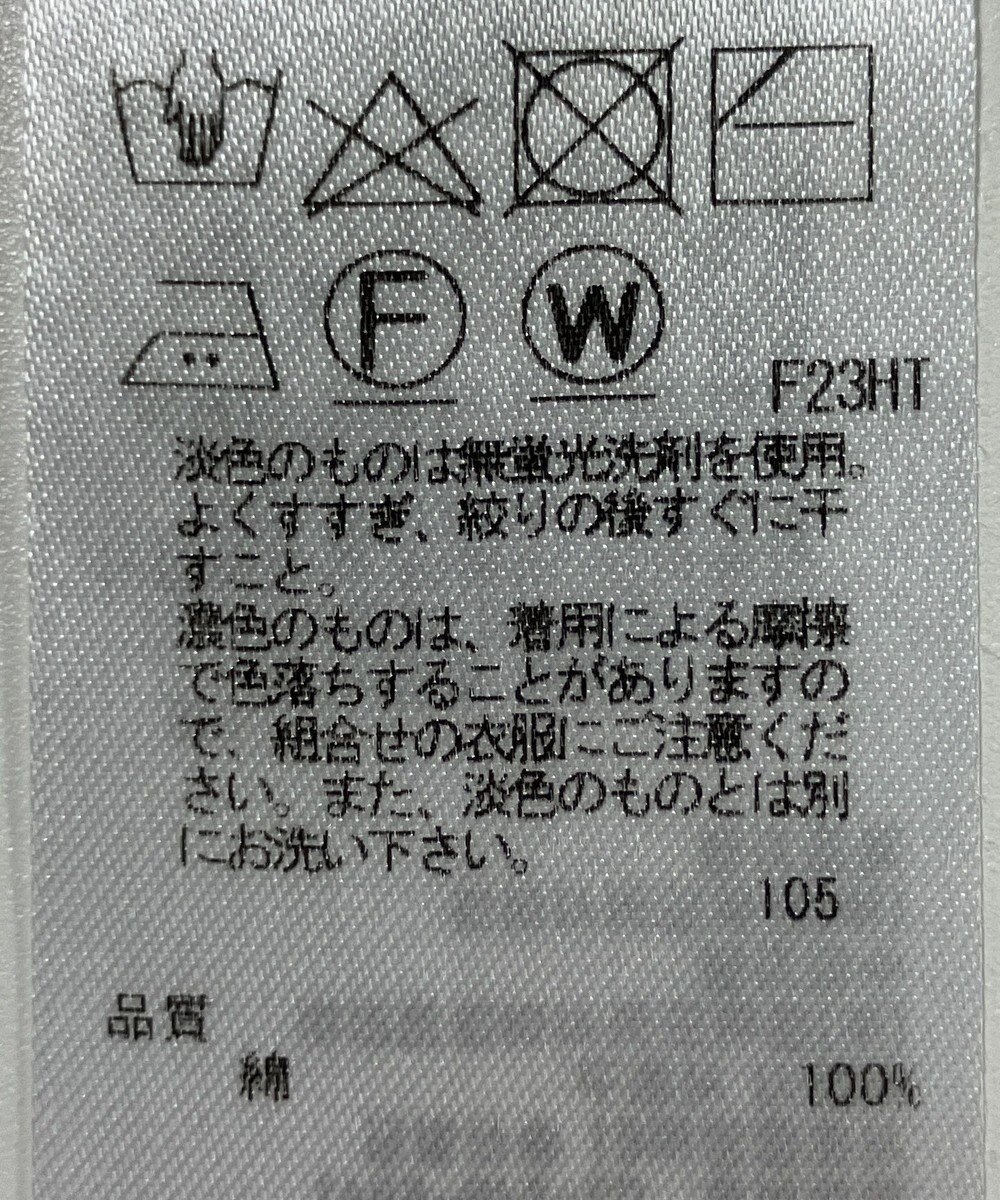 F
W
F23HT
淡色のものは無蛍光洗剤を使用。
よくすすぎ、絞りの後すぐに干
すこと。
濃色のものは、着用による摩擦
で色落ちすることがありますの
で、組合せの衣服にご注意くだ
さい。また、淡色のものとは別
にお洗い下さい。
105
品質
綿 100%